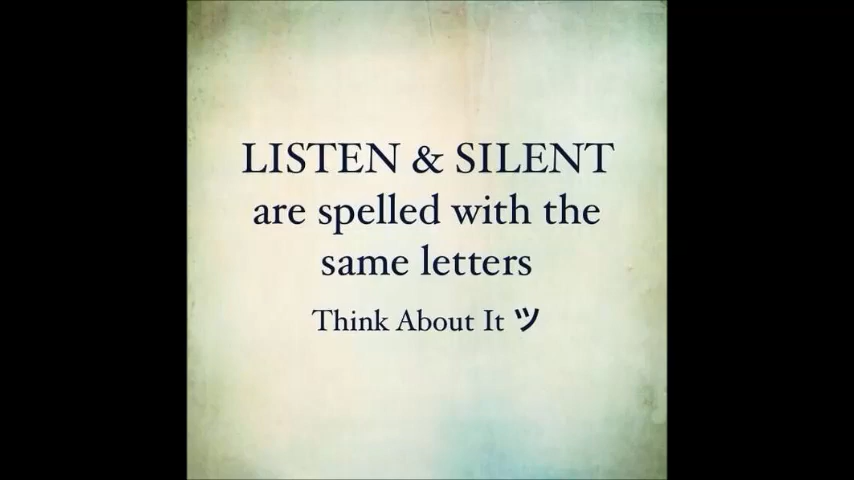 LISTEN & SILENT
are spelled with the
same letters
Think About It ツ